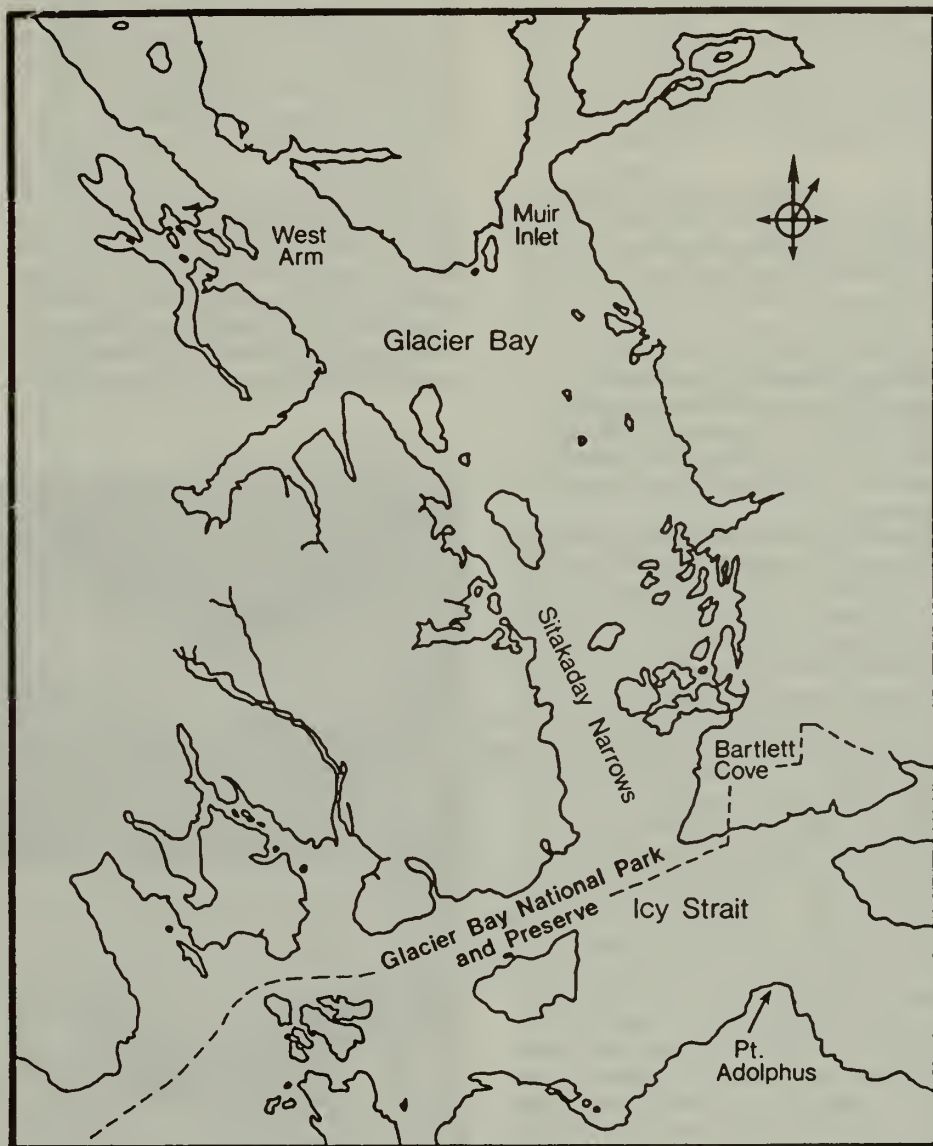 Muir
Inlet
West
Arm
Glacier Bay
Sitakaday Narrows
Bartlett
Cove
Glacier Bay National Park
and Preserve
Icy Strait
Pt.
Adolphus